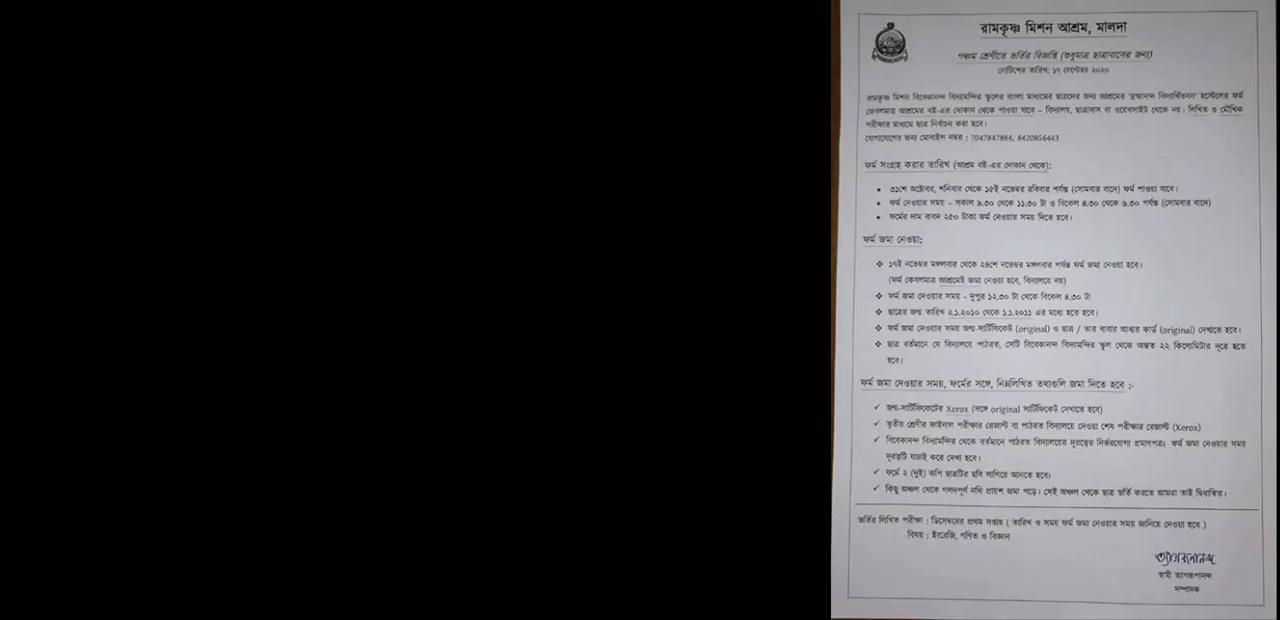 রামকৃষ্ণ মিশন আশ্রম, মালদা
পঞ্চম শ্রেণীতে ভর্তির বিজ্ঞপ্তি (শুধুমাত্র ছাত্রাবাসের জন্য)
নোটিশের তারিখ: ১৭ সেপ্টেম্বর ২০২০
রামকৃষ্ণ মিশন বিবেকানন্দ বিদ্যামন্দির স্কুলের বাংলা মাধ্যমের ছাত্রদের জন্য আশ্রমের 'ব্রহ্মানন্দ বিদ্যার্থিভবন' হস্টেলের ফর্ম
কেবলমাত্র আশ্রমের বই-এর দোকান থেকে পাওয়া যাবে – বিদ্যালয়, ছাত্রাবাস বা ওয়েবসাইট থেকে নয়। লিখিত ও মৌখিক
পরীক্ষার মাধ্যমে ছাত্র নির্বাচন করা হবে।
যোগাযোগের জন্য মোবাইল নম্বর : 7047847884, 8420856443
ফর্ম সংগ্রহ করার তারিখ (আশ্রম বই-এর দোকান থেকে):
• ৩১শে অক্টোবর, শনিবার থেকে ১৫ই নভেম্বর রবিবার পর্যন্ত (সোমবার বাদে) ফর্ম পাওয়া যাবে।
• ফর্ম নেওয়ার সময় – সকাল ৯.৩০ থেকে ১১.৩০ টা ও বিকেল ৪.৩০ থেকে ৬.৩০ পর্যন্ত (সোমবার বাদে)
• ফর্মের দাম বাবদ ২৫০ টাকা ফর্ম নেওয়ার সময় দিতে হবে।
ফর্ম জমা নেওয়া:
❖ ১৭ই নভেম্বর মঙ্গলবার থেকে ২৪শে নভেম্বর মঙ্গলবার পর্যন্ত ফর্ম জমা নেওয়া হবে।
(ফর্ম কেবলমাত্র আশ্রমেই জমা নেওয়া হবে, বিদ্যালয়ে নয়)
❖ ফর্ম জমা দেওয়ার সময় – দুপুর ১২.৩০ টা থেকে বিকেল ৪.৩০ টা
❖ ছাত্রের জন্ম তারিখ ২.১.২০১০ থেকে ১.১.২০১১ এর মধ্যে হতে হবে।
❖ ফর্ম জমা দেওয়ার সময় জন্ম-সার্টিফিকেট (original) ও ছাত্র / তার বাবার আধার কার্ড (original) দেখাতে হবে।
❖ ছাত্র বর্তমানে যে বিদ্যালয়ে পাঠরত, সেটি বিবেকানন্দ বিদ্যামন্দির স্কুল থেকে অন্তত ২২ কিলোমিটার দূরে হতে
হবে।
ফর্ম জমা দেওয়ার সময়, ফর্মের সঙ্গে, নিম্নলিখিত তথ্যগুলি জমা দিতে হবে :-
✓ জন্ম-সার্টিফিকেটের Xerox (সঙ্গে original সার্টিফিকেট দেখাতে হবে)
✓ তৃতীয় শ্রেণীর ফাইনাল পরীক্ষার রেজাল্ট বা পাঠরত বিদ্যালয়ে দেওয়া শেষ পরীক্ষার রেজাল্ট (Xerox)
✓ বিবেকানন্দ বিদ্যামন্দির থেকে বর্তমানে পাঠরত বিদ্যালয়ের দূরত্বের নির্ভরযোগ্য প্রমাণপত্র। ফর্ম জমা নেওয়ার সময়
দূরত্বটি যাচাই করে দেখা হবে।
✓ ফর্মে ২ (দুই) কপি ছাত্রটির ছবি লাগিয়ে আনতে হবে।
✓ কিছু অঞ্চল থেকে গলদপূর্ণ নথি প্রায়শ জমা পড়ে। সেই অঞ্চল থেকে ছাত্র ভর্তি করতে আমরা তাই দ্বিধান্বিত।
ভর্তির লিখিত পরীক্ষা : ডিসেম্বরের প্রথম সপ্তাহ ( তারিখ ও সময় ফর্ম জমা নেওয়ার সময় জানিয়ে দেওয়া হবে )
বিষয় : ইংরেজি, গণিত ও বিজ্ঞান
ত্যাগরূপানন্দ
স্বামী ত্যাগরূপানন্দ
সম্পাদক